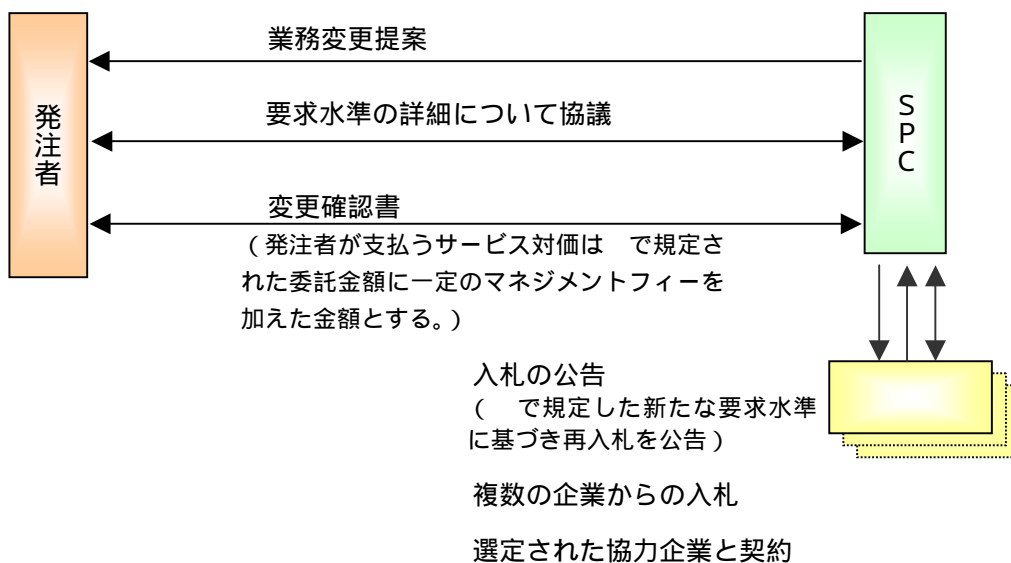 業務変更提案
発注者
SPC
要求水準の詳細について協議
変更確認書
(発注者が支払うサービス対価は　で規定さ
れた委託金額に一定のマネジメントフィーを
加えた金額とする。)
入札の公告
(　で規定した新たな要求水準
に基づき再入札を公告)
複数の企業からの入札
選定された協力企業と契約